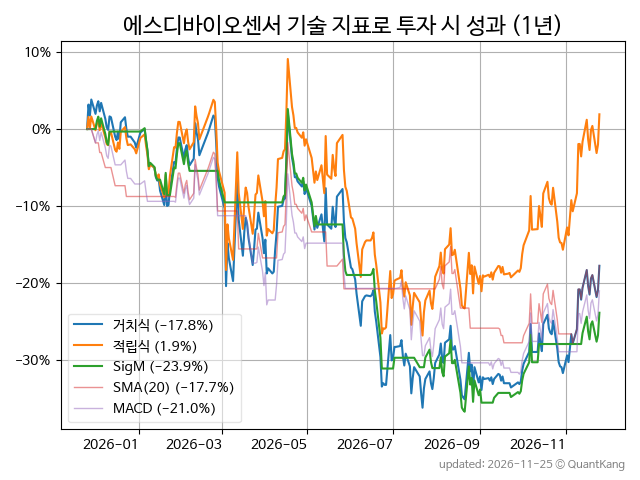 에스디바이오센서 기술 지표로 투자 시 성과 (1년)
10%
0%
−10%
−20%
−30%
거치식 (−17.8%)
적립식 (1.9%)
SigM (−23.9%)
SMA(20) (−17.7%)
MACD (−21.0%)
2026-01
2026-03
2026-05
2026-07
2026-09
2026-11
updated: 2026-11-25 ⓒ QuantKang